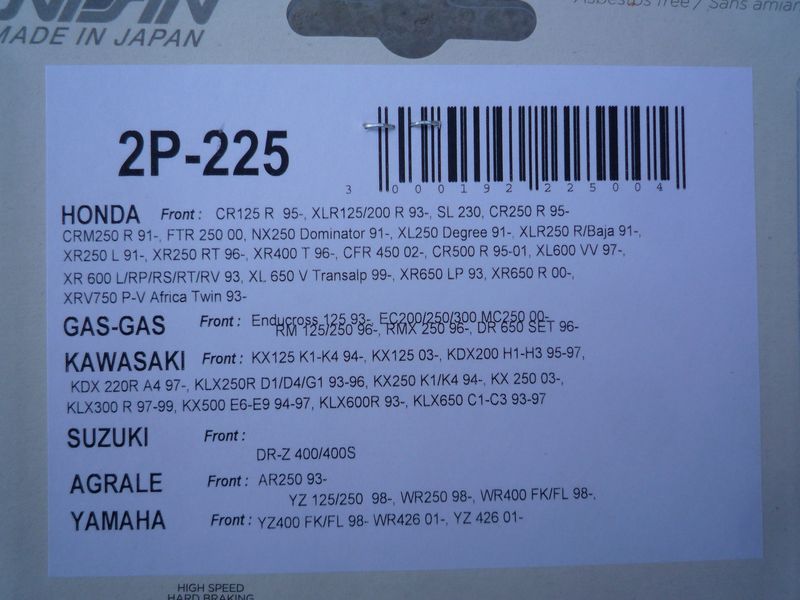 MADE IN JAPAN
Asbestos free / Sans amian
2P-225
3 000192 225004
HONDA Front : CR125 R 95-, XLR125/200 R 93-, SL 230, CR250 R 95-
CRM250 R 91-, FTR 250 00, NX250 Dominator 91-, XL250 Degree 91-, XLR250 R/Baja 91-,
XR250 L 91-, XR250 RT 96-, XR400 T 96-, CFR 450 02-, CR500 R 95-01, XL600 VV 97-,
XR 600 L/RP/RS/RT/RV 93, XL 650 V Transalp 99-, XR650 LP 93, XR650 R 00-,
XRV750 P-V Africa Twin 93-
GAS-GAS Front : Enducross 125 93-, EC200/250/300 MC250 00-
RM 125/250 96-, RMX 250 96-, DR 650 SET 96-
KAWASAKI Front : KX125 K1-K4 94-, KX125 03-, KDX200 H1-H3 95-97,
KDX 220R A4 97-, KLX250R D1/D4/G1 93-96, KX250 K1/K4 94-, KX 250 03-,
KLX300 R 97-99, KX500 E6-E9 94-97, KLX600R 93-, KLX650 C1-C3 93-97
SUZUKI Front :
DR-Z 400/400S
AGRALE Front : AR250 93-
YZ 125/250 98-, WR250 98-, WR400 FK/FL 98-,
YAMAHA Front : YZ400 FK/FL 98- WR426 01-, YZ 426 01-
HIGH SPEED
HARD BRAKING